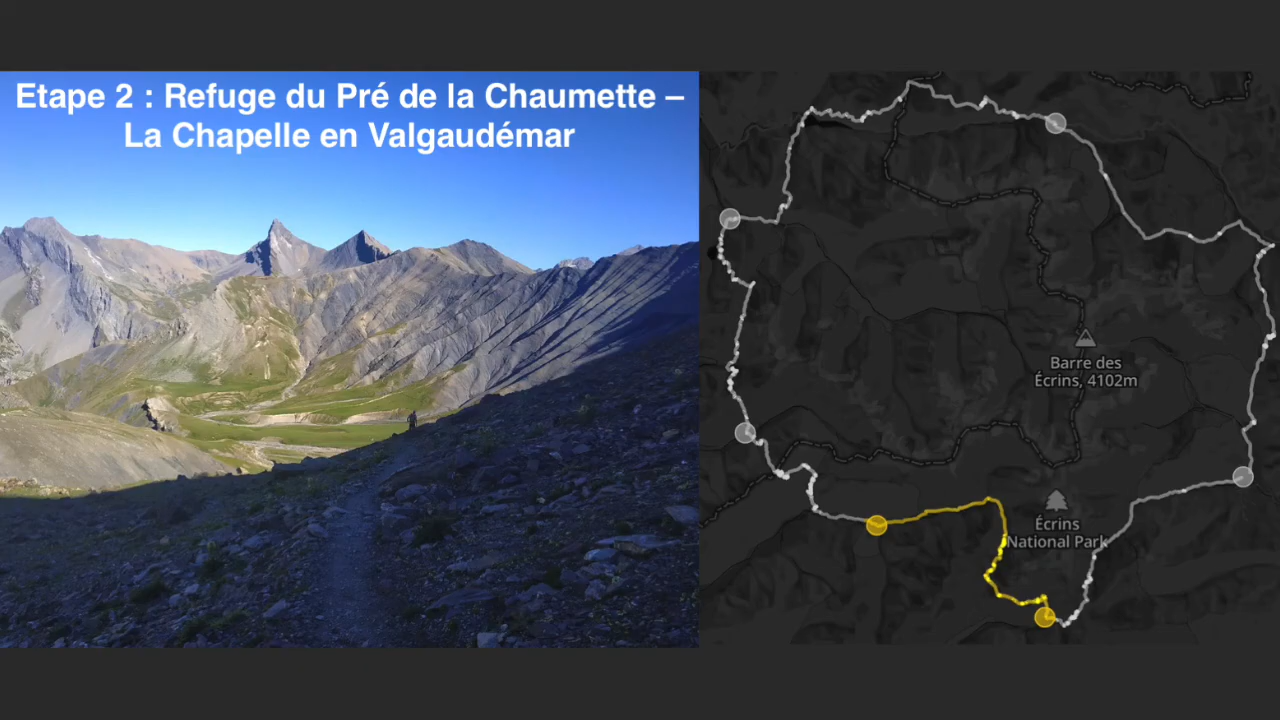 Etape 2 : Refuge du Pré de la Chaumette –
La Chapelle en Valgaudémar
Barre des
Écrins, 4102m
Écrins
National Park